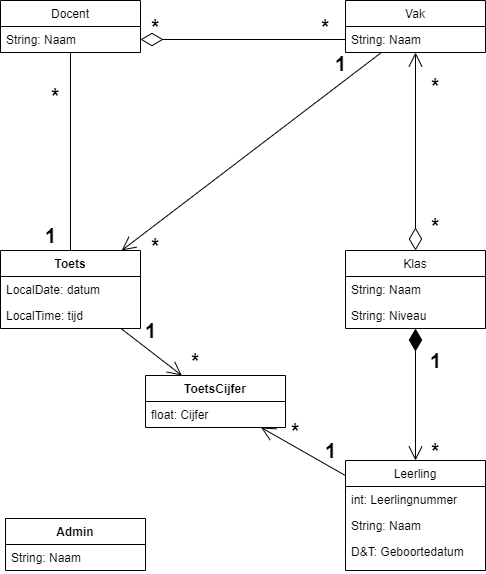 Docent
String: Naam
*
*
Vak
String: Naam
1
*
*
1
*
*
Toets
LocalDate: datum
LocalTime: tijd
Klas
String: Naam
String: Niveau
1
*
1
ToetsCijfer
float: Cijfer
*
1
*
Leerling
int: Leerlingnummer
String: Naam
D&T: Geboortedatum
Admin
String: Naam